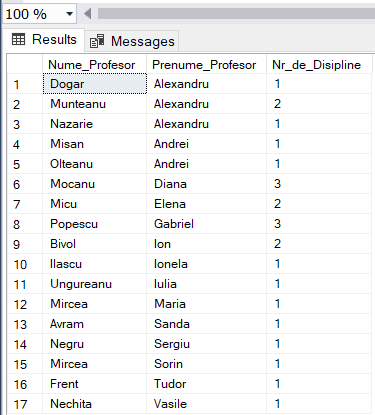 100 %
Results Messages
Nume_Profesor Prenume_Profesor Nr_de_Disipline
1 Dogar Alexandru 1
2 Munteanu Alexandru 2
3 Nazarie Alexandru 1
4 Misan Andrei 1
5 Olteanu Andrei 1
6 Mocanu Diana 3
7 Micu Elena 2
8 Popescu Gabriel 3
9 Bivol Ion 2
10 Ilascu Ionela 1
11 Ungureanu Iulia 1
12 Mircea Maria 1
13 Avram Sanda 1
14 Negru Sergiu 1
15 Mircea Sorin 1
16 Frent Tudor 1
17 Nechita Vasile 1